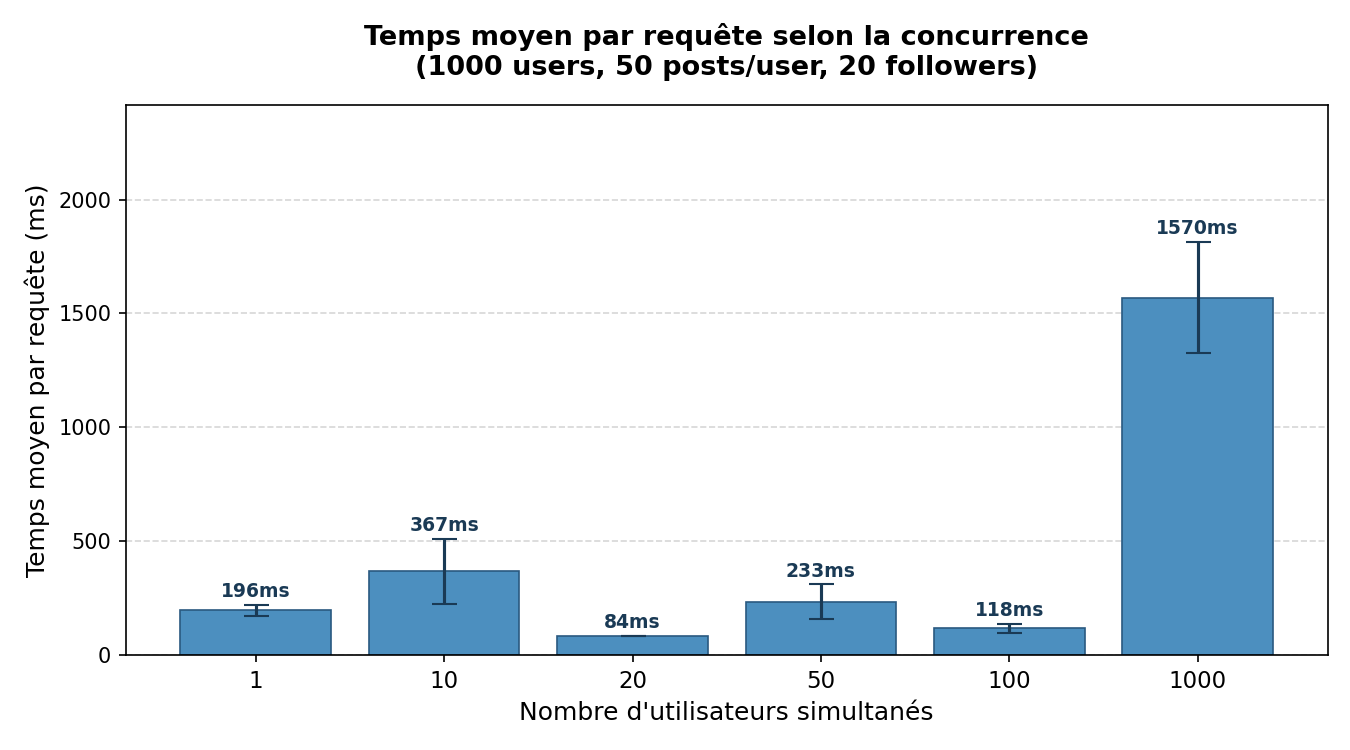 Temps moyen par requête selon la concurrence
(1000 users, 50 posts/user, 20 followers)
Temps moyen par requête (ms)
2000
1500
1000
500
0
196ms
367ms
84ms
233ms
118ms
1570ms
1
10
20
50
100
1000
Nombre d'utilisateurs simultanés